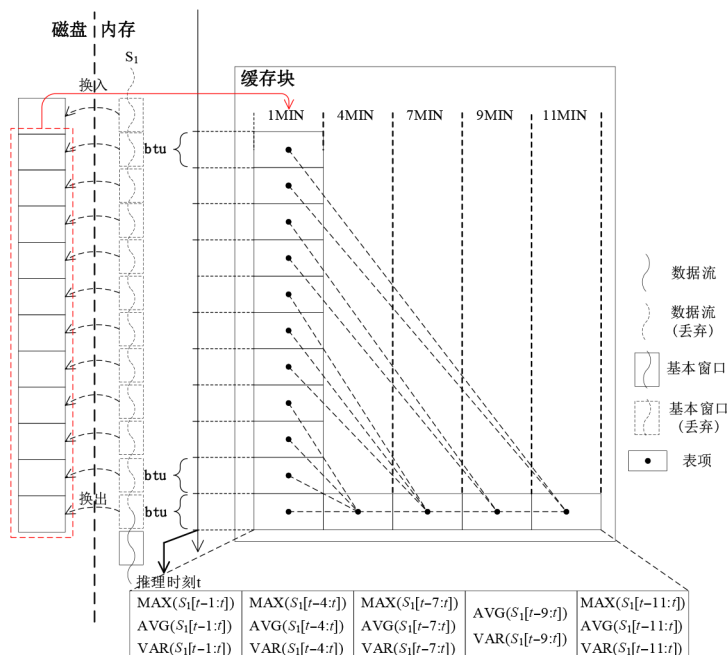 磁盘 内存
S1
换入
缓存块
1MIN 4MIN 7MIN 9MIN 11MIN
btu
数据流
数据流
(丢弃)
基本窗口
基本窗口
(丢弃)
表项
btu
换出
btu
推理时刻t
MAX(S1[t-1:t]) MAX(S1[t-4:t]) MAX(S1[t-7:t]) MAX(S1[t-11:t])
AVG(S1[t-1:t]) AVG(S1[t-4:t]) AVG(S1[t-7:t]) AVG(S1[t-9:t]) AVG(S1[t-11:t])
VAR(S1[t-1:t]) VAR(S1[t-4:t]) VAR(S1[t-7:t]) VAR(S1[t-9:t]) VAR(S1[t-11:t])